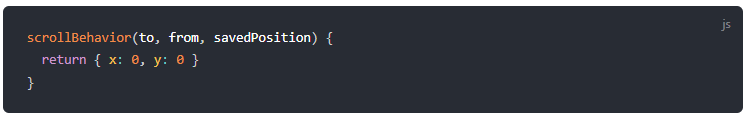 js
scrollBehavior(to, from, savedPosition) {
  return { x: 0, y: 0 }
}